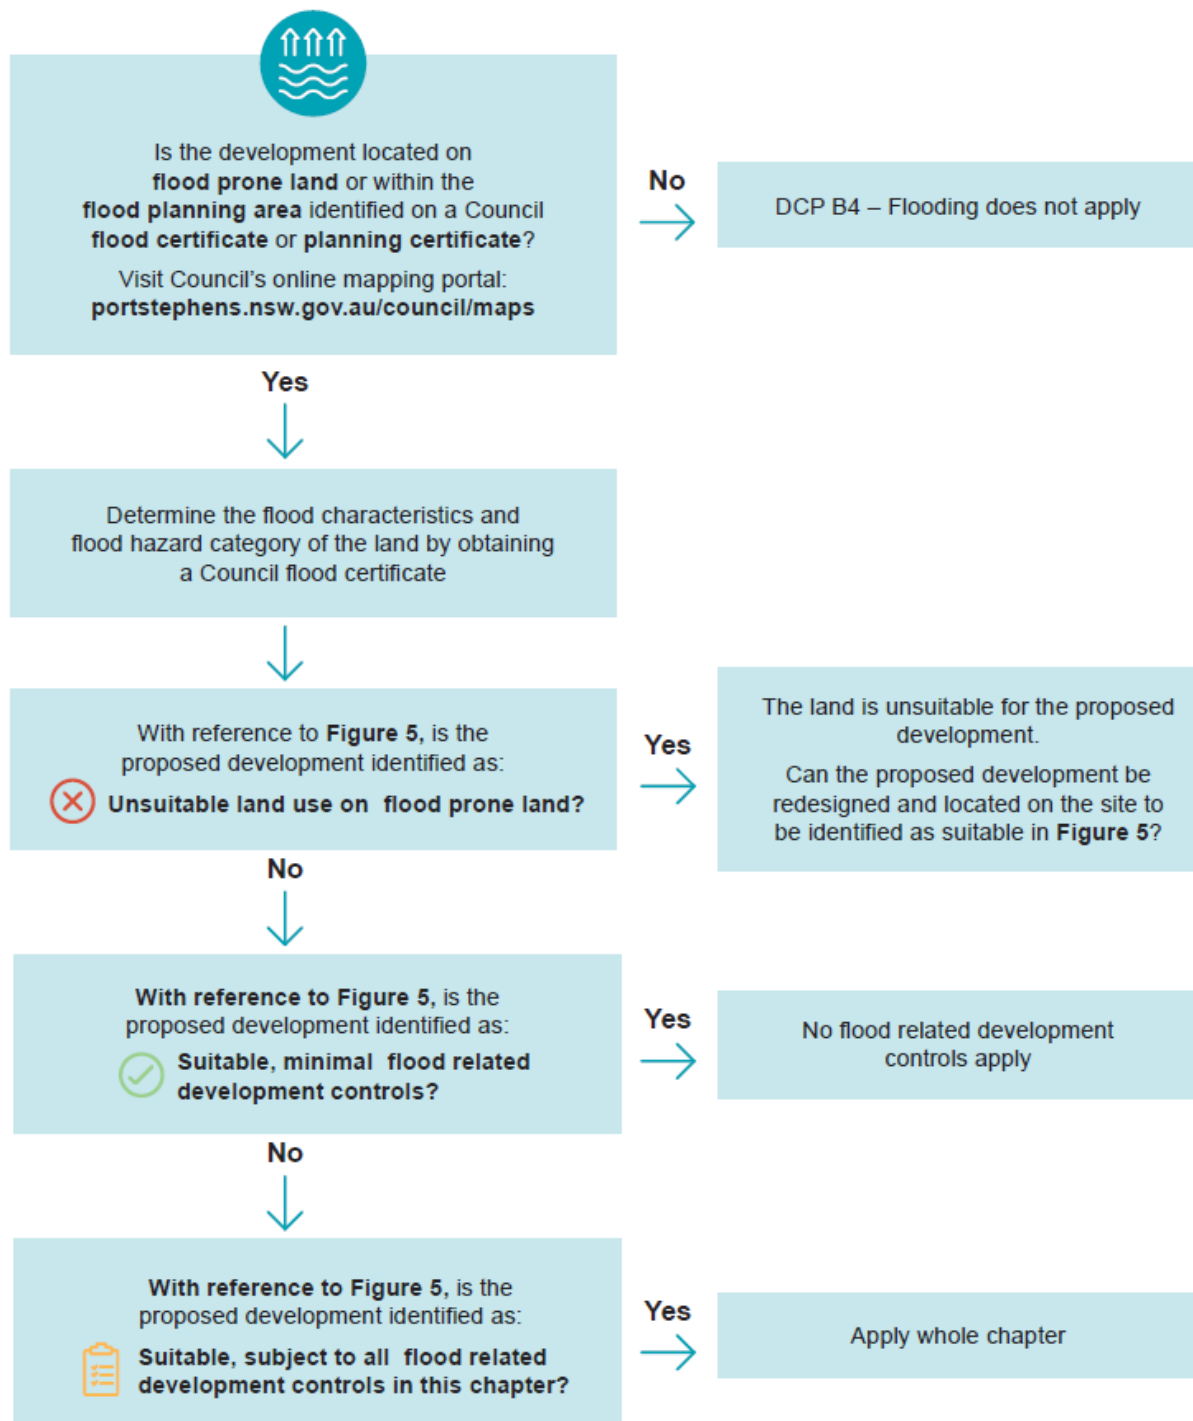 Is the development located on
flood prone land or within the
flood planning area identified on a Council
flood certificate or planning certificate?
Visit Council's online mapping portal:
portstephens.nsw.gov.au/council/maps
No
DCP B4 – Flooding does not apply
Yes
Determine the flood characteristics and
flood hazard category of the land by obtaining
a Council flood certificate
With reference to Figure 5, is the
proposed development identified as:
Unsuitable land use on flood prone land?
Yes
The land is unsuitable for the proposed
development.
Can the proposed development be
redesigned and located on the site to
be identified as suitable in Figure 5?
No
With reference to Figure 5, is the
proposed development identified as:
Suitable, minimal flood related
development controls?
Yes
No flood related development
controls apply
No
With reference to Figure 5, is the
proposed development identified as:
Suitable, subject to all flood related
development controls in this chapter?
Yes
Apply whole chapter